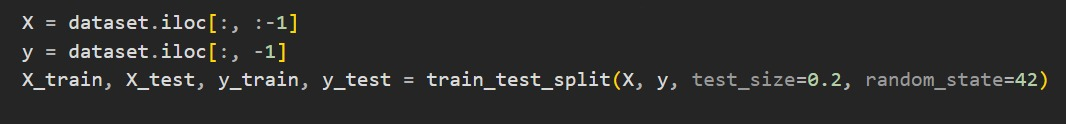 X = dataset.iloc[:, :-1]
y = dataset.iloc[:, -1]
X_train, X_test, y_train, y_test = train_test_split(X, y, test_size=0.2, random_state=42)